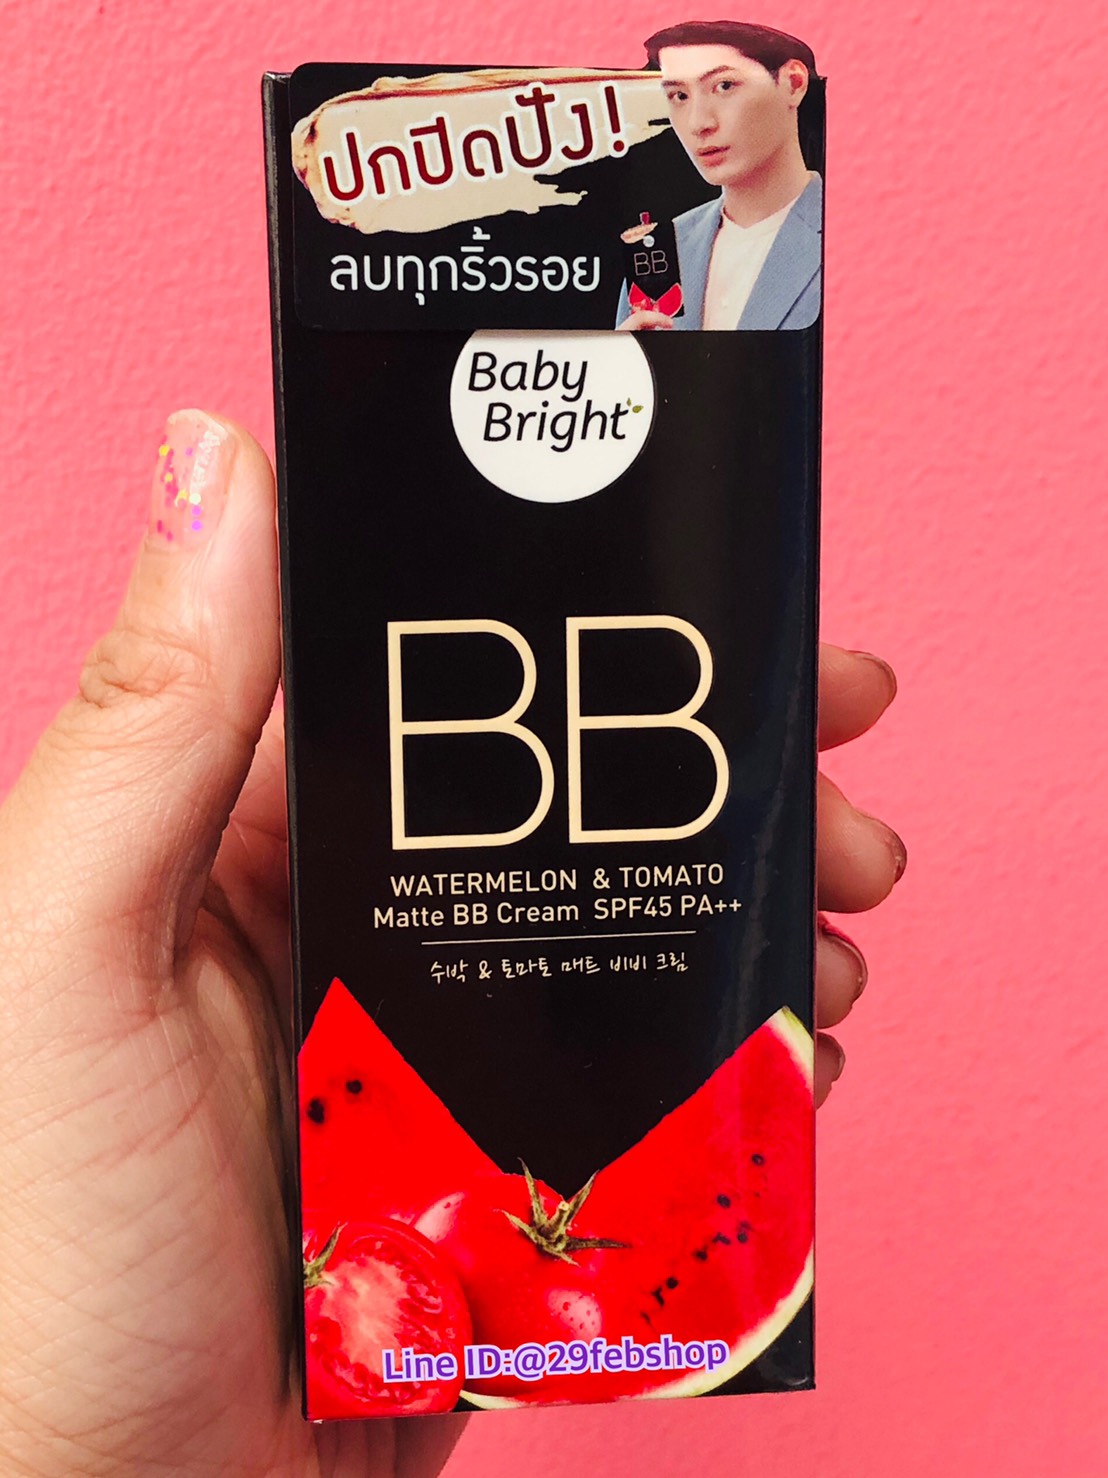 ปกปิดปัง!
ลบทุกริ้วรอย
BB
Baby
Bright
BB
WATERMELON & TOMATO
Matte BB Cream SPF45 PA++
수박 & 토마토 매트 비비 크림
Line ID:@29febshop